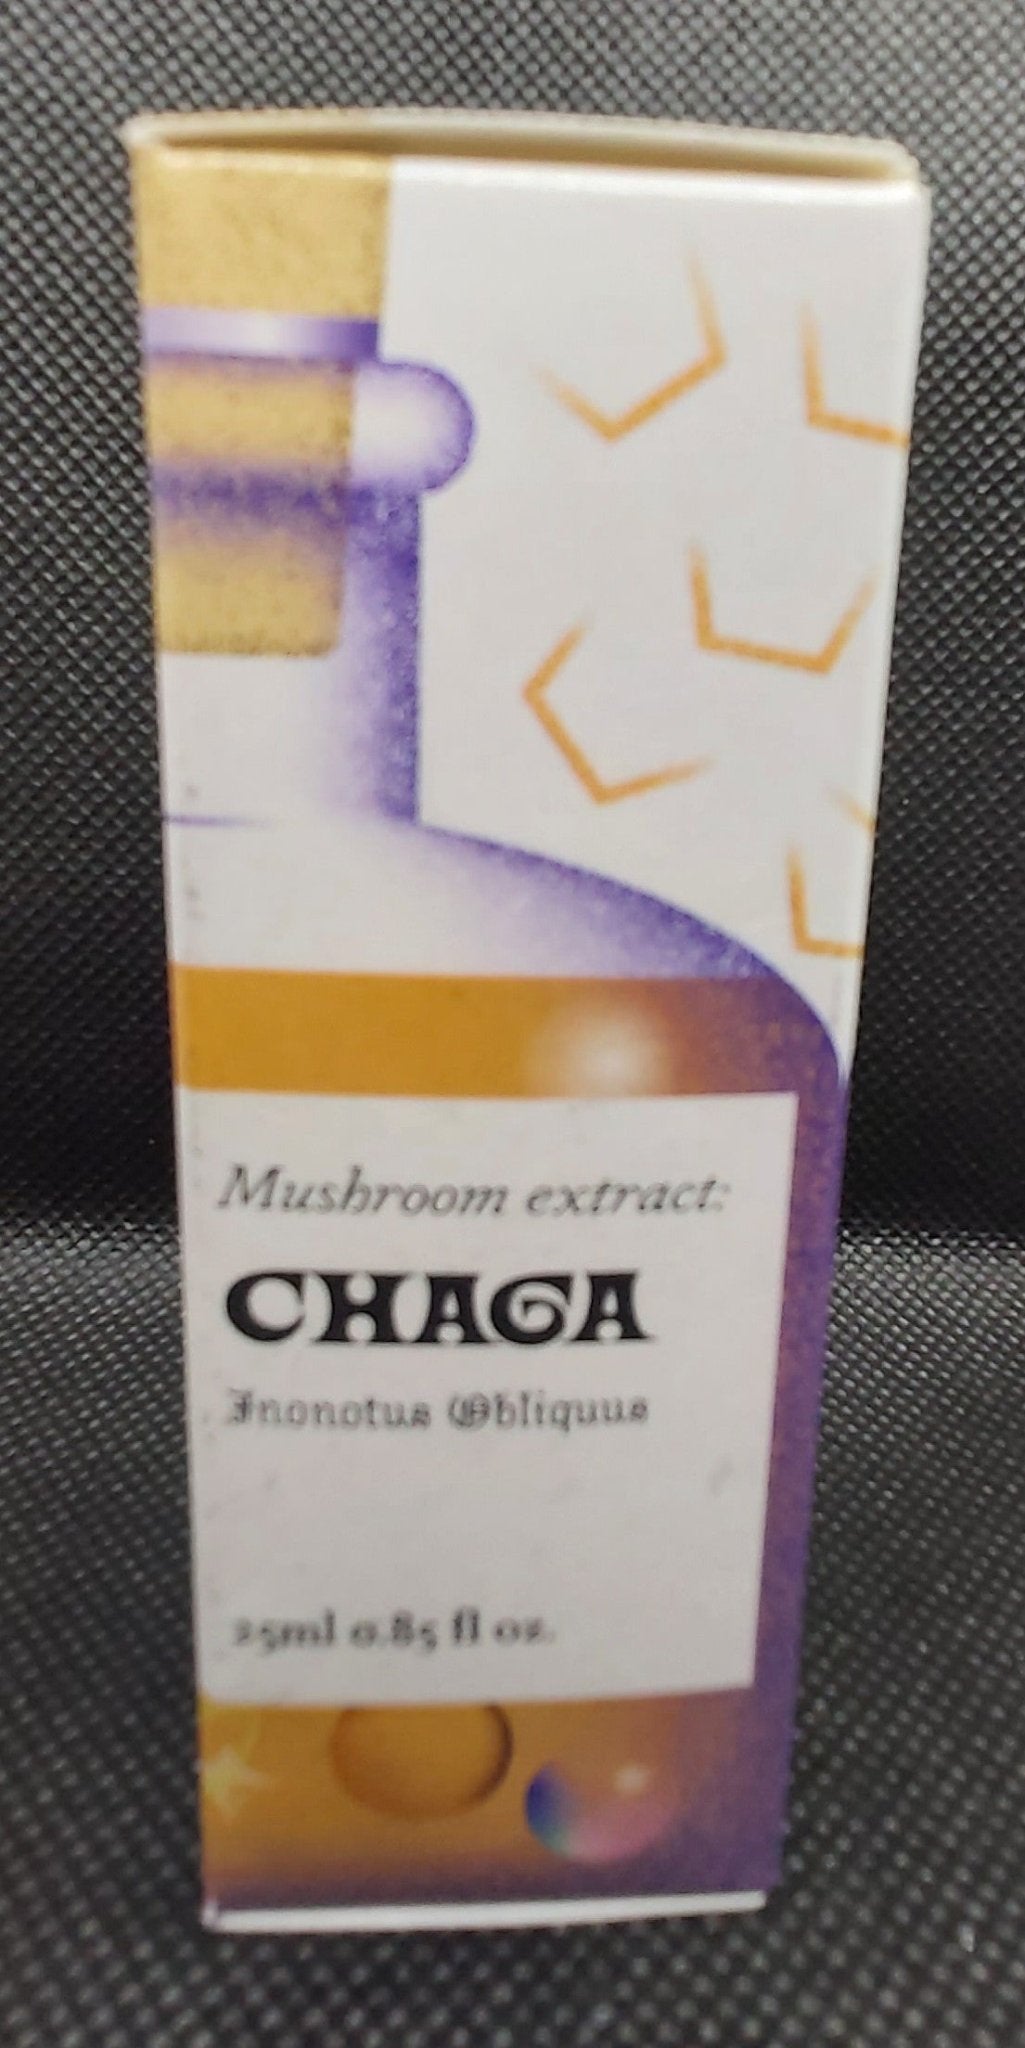 Mushroom extract:
CHAGA
Inonotus Obliquus
25ml 0.85 fl oz.